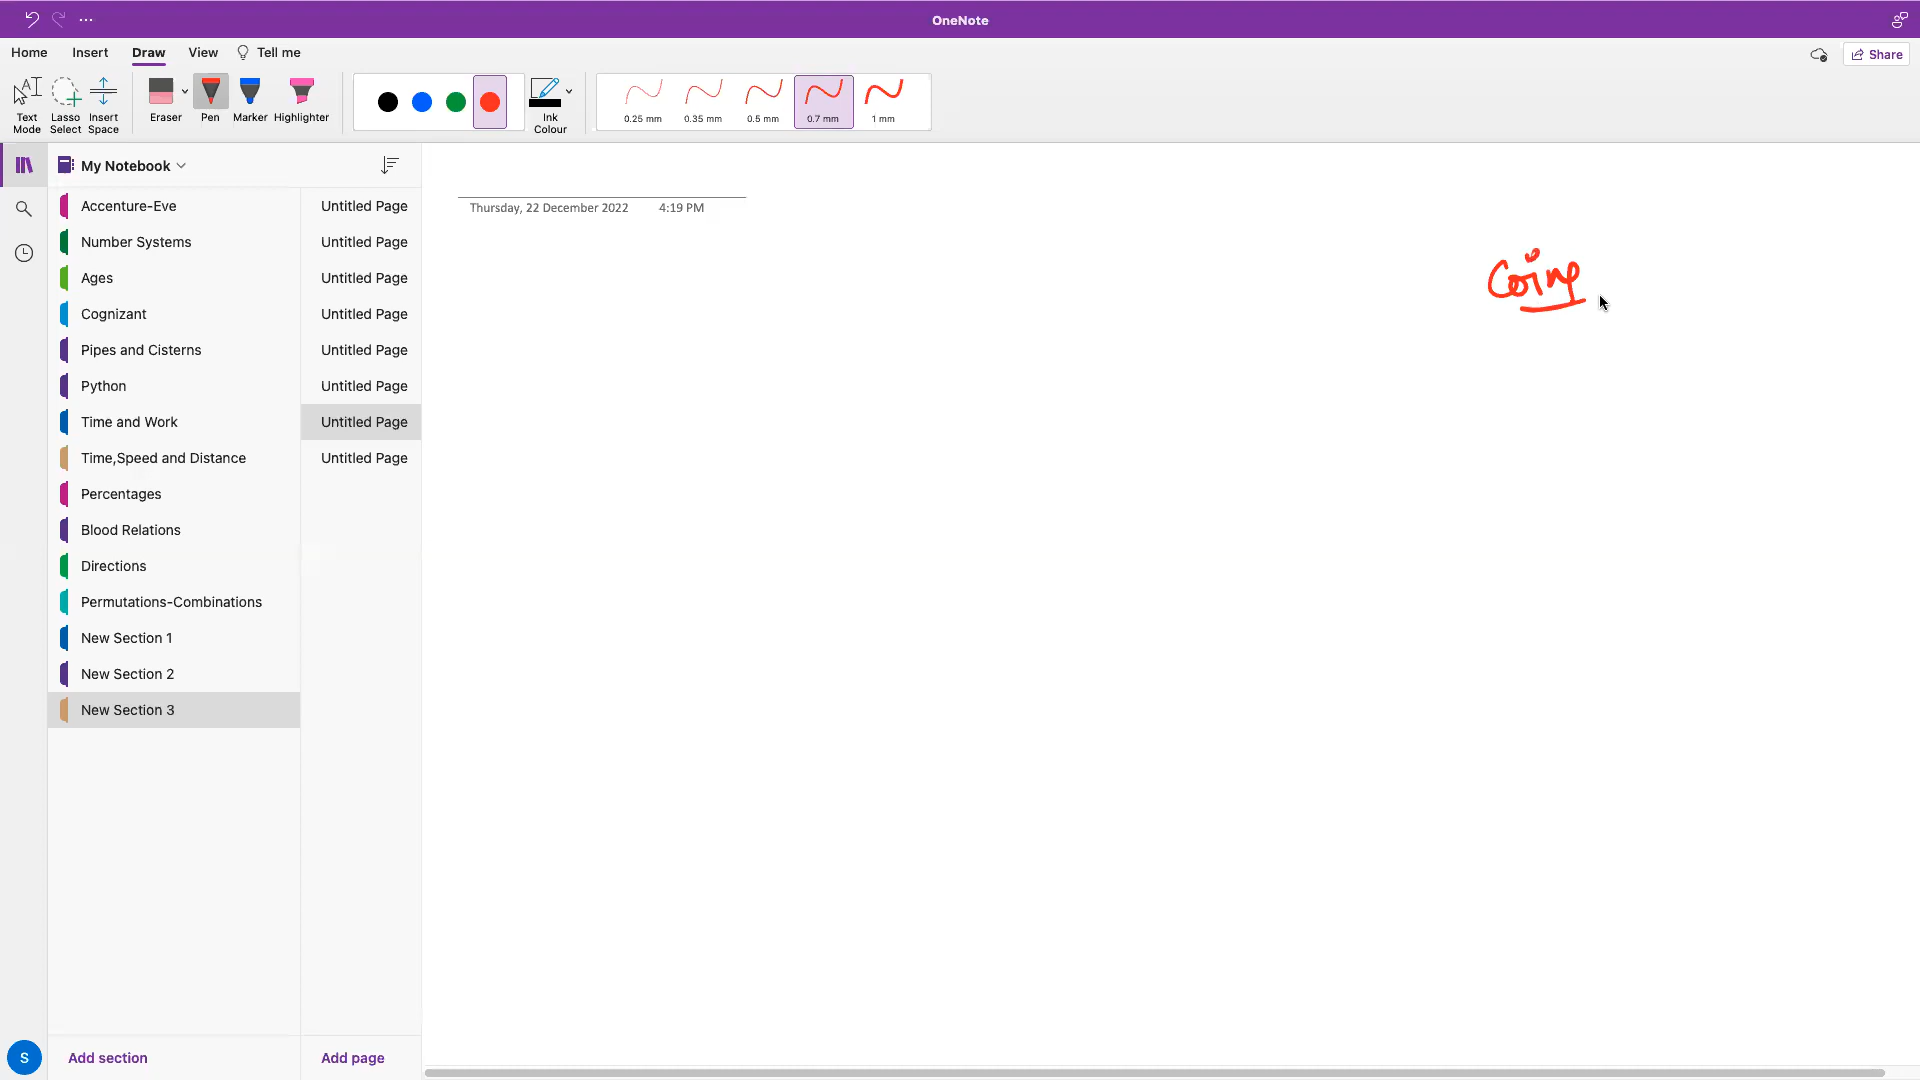 OneNote
Home Insert Draw View Tell me
Share
Text Mode
Lasso Select
Insert Space
Eraser
Pen
Marker
Highlighter
Ink Colour
0.25 mm
0.35 mm
0.5 mm
0.7 mm
1 mm
My Notebook
Accenture-Eve
Number Systems
Ages
Cognizant
Pipes and Cisterns
Python
Time and Work
Time,Speed and Distance
Percentages
Blood Relations
Directions
Permutations-Combinations
New Section 1
New Section 2
New Section 3
Untitled Page
Untitled Page
Untitled Page
Untitled Page
Untitled Page
Untitled Page
Untitled Page
Untitled Page
Thursday, 22 December 2022 4:19 PM
S
Add section
Add page